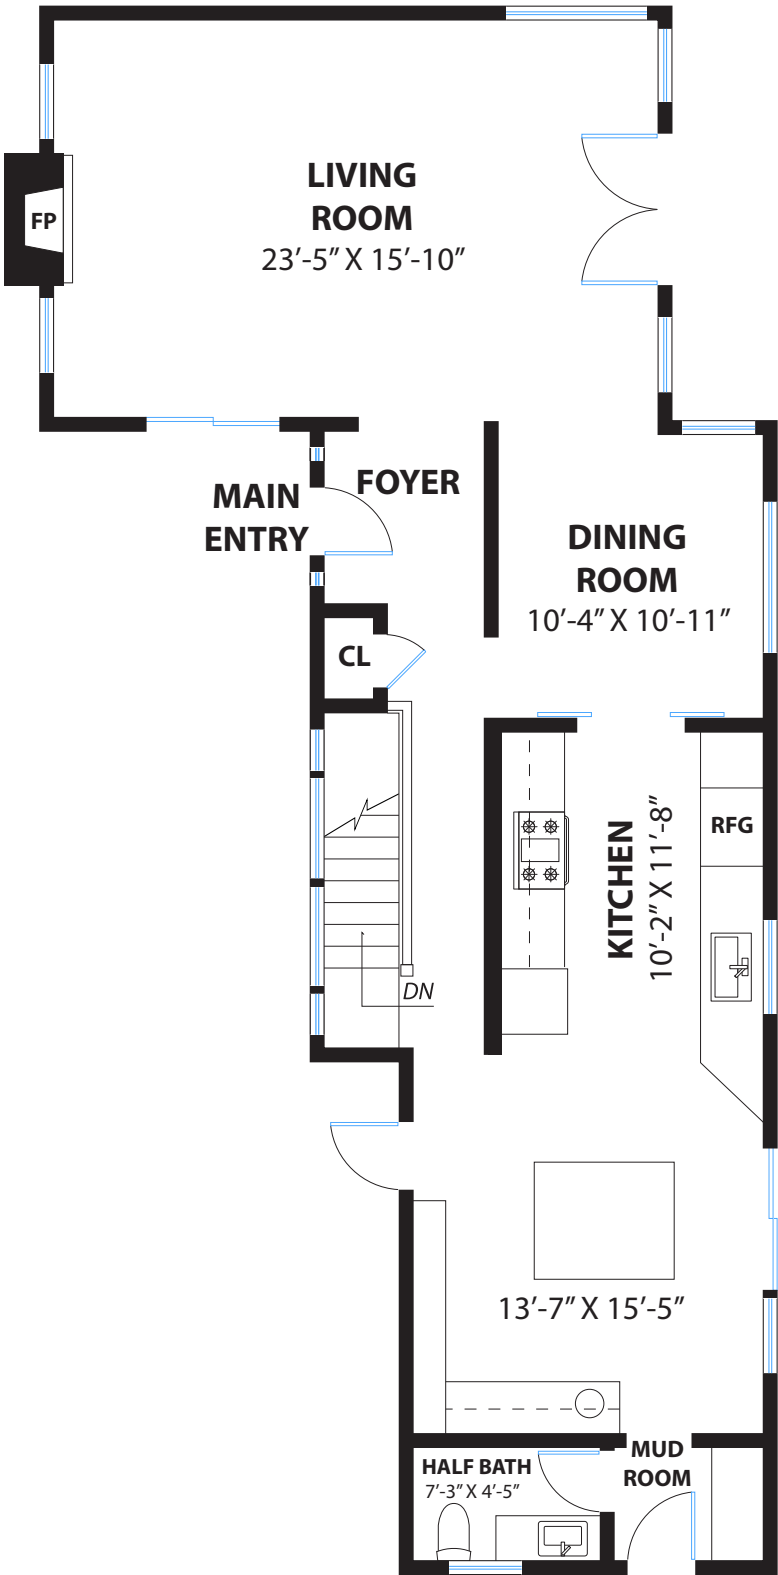 LIVING
ROOM
23′-5″ X 15′-10″
FP
MAIN
ENTRY
FOYER
DINING
ROOM
10′-4″ X 10′-11″
CL
KITCHEN
10′-2″ X 11′-8″
RFG
DN
13′-7″ X 15′-5″
HALF BATH
7′-3″ X 4′-5″
MUD
ROOM